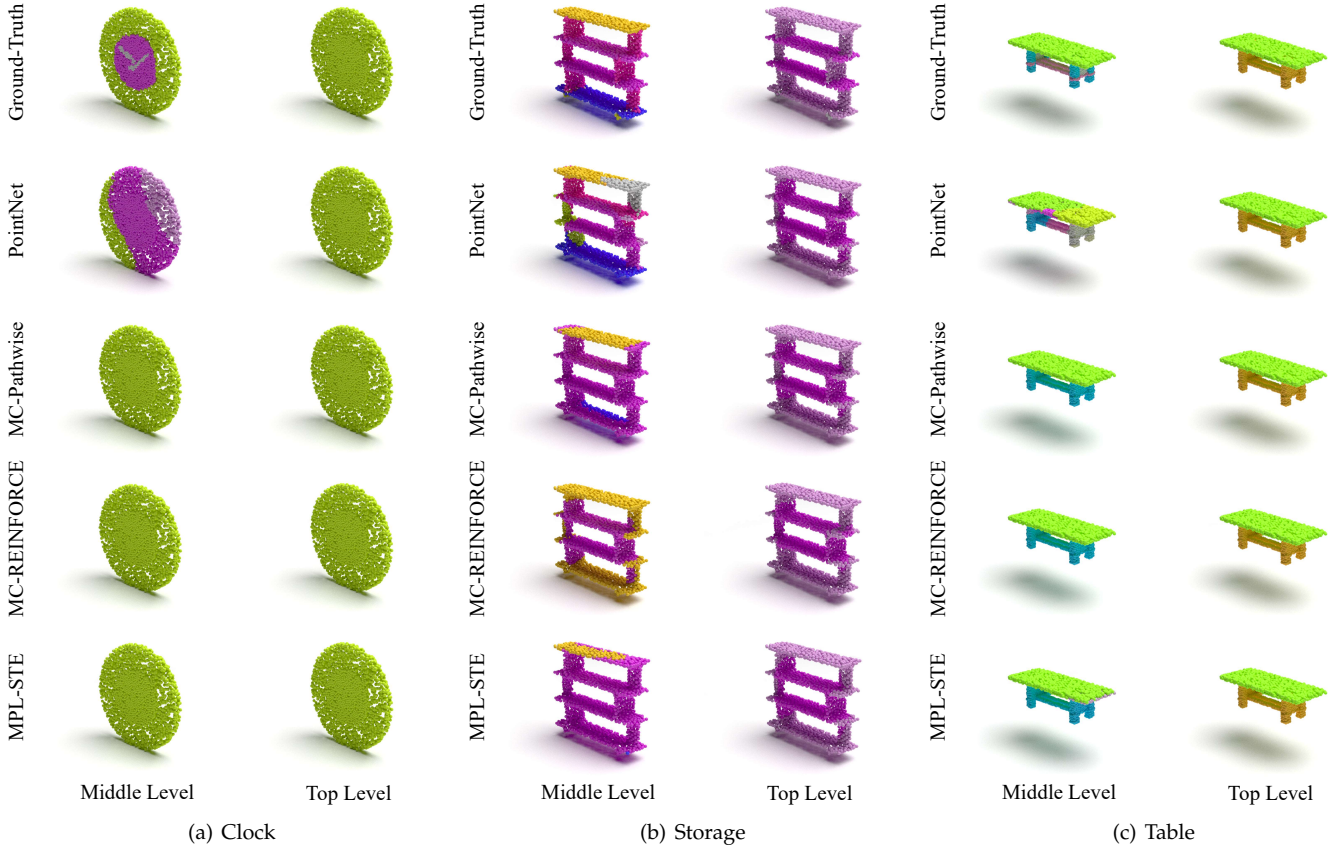 Ground-Truth
Ground-Truth
Ground-Truth
PointNet
PointNet
PointNet
MC-Pathwise
MC-Pathwise
MC-Pathwise
MC-REINFORCE
MC-REINFORCE
MC-REINFORCE
MPL-STE
MPL-STE
MPL-STE
Middle Level Top Level Middle Level Top Level Middle Level Top Level
(a) Clock (b) Storage (c) Table